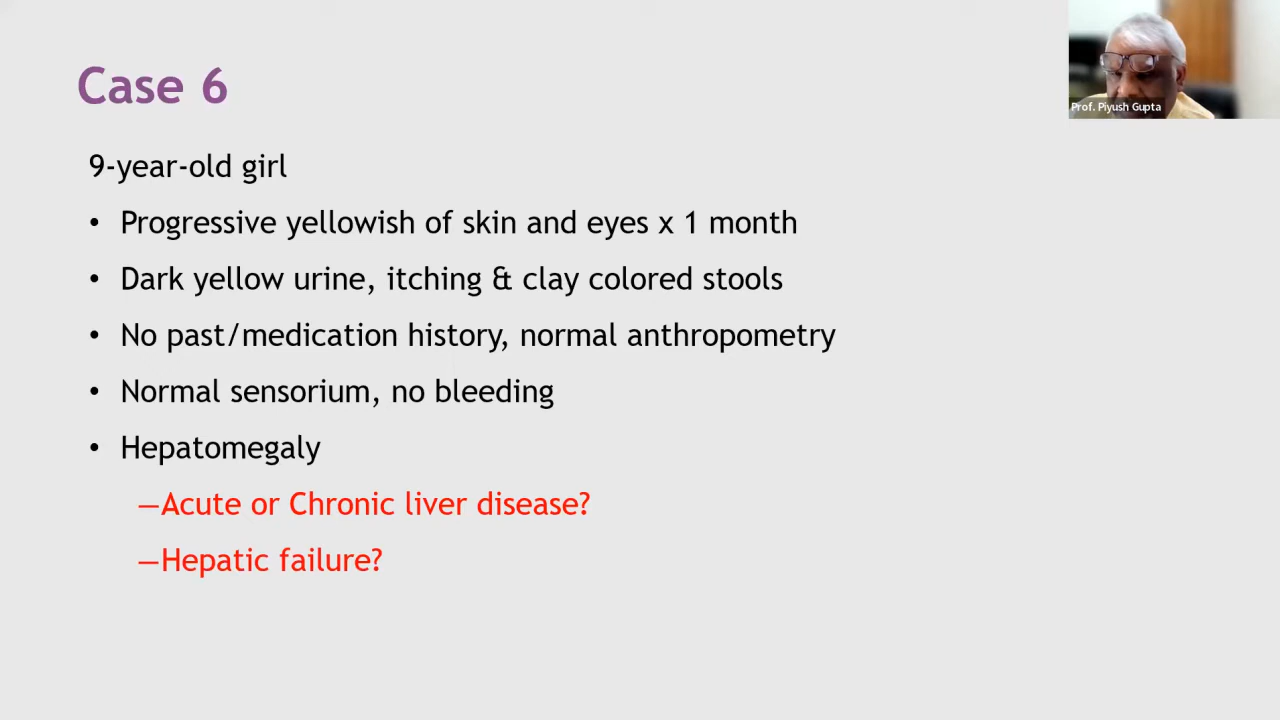 Case 6
Prof. Piyush Gupta
9-year-old girl
• Progressive yellowish of skin and eyes x 1 month
• Dark yellow urine, itching & clay colored stools
• No past/medication history, normal anthropometry
• Normal sensorium, no bleeding
• Hepatomegaly
—Acute or Chronic liver disease?
—Hepatic failure?